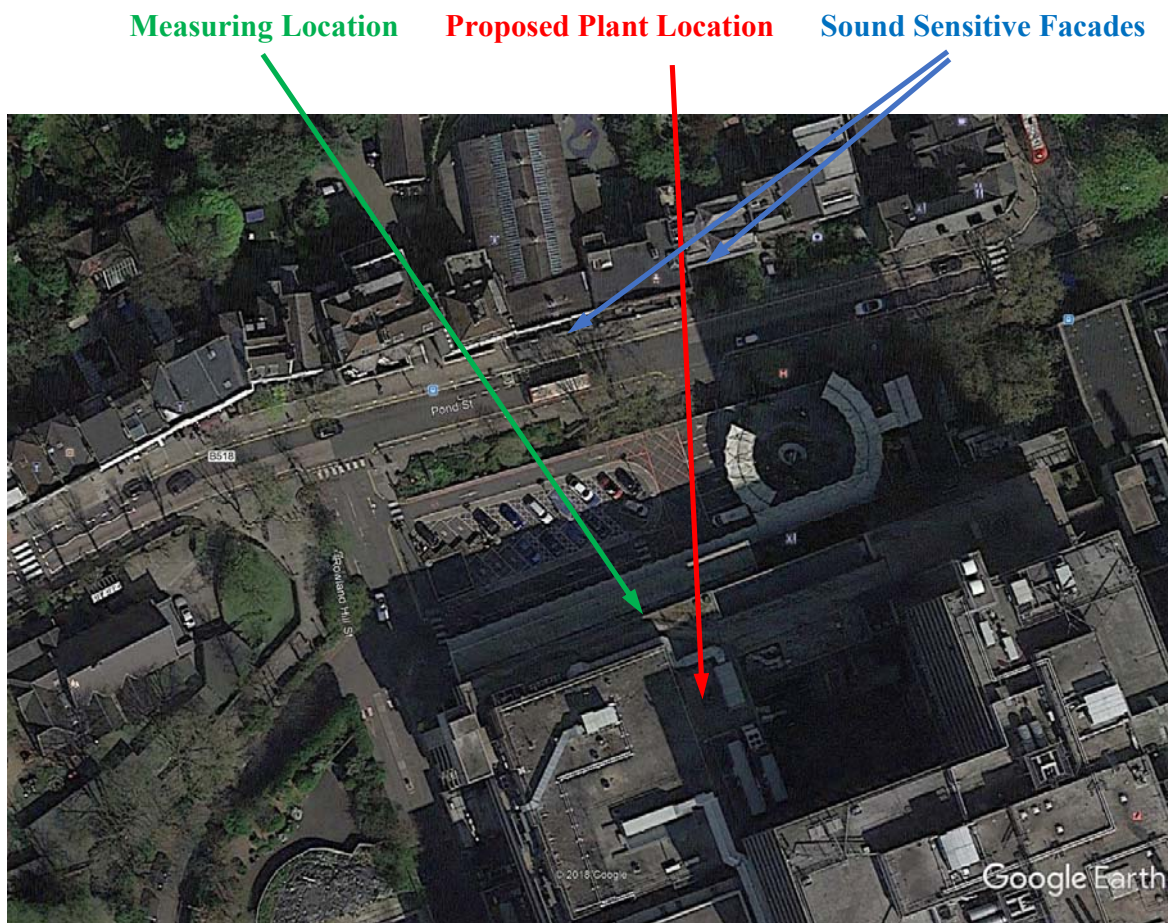 Measuring Location Proposed Plant Location Sound Sensitive Facades
Pond St
B518
Rowland Hill St
H
© 2018 Google
Google Earth